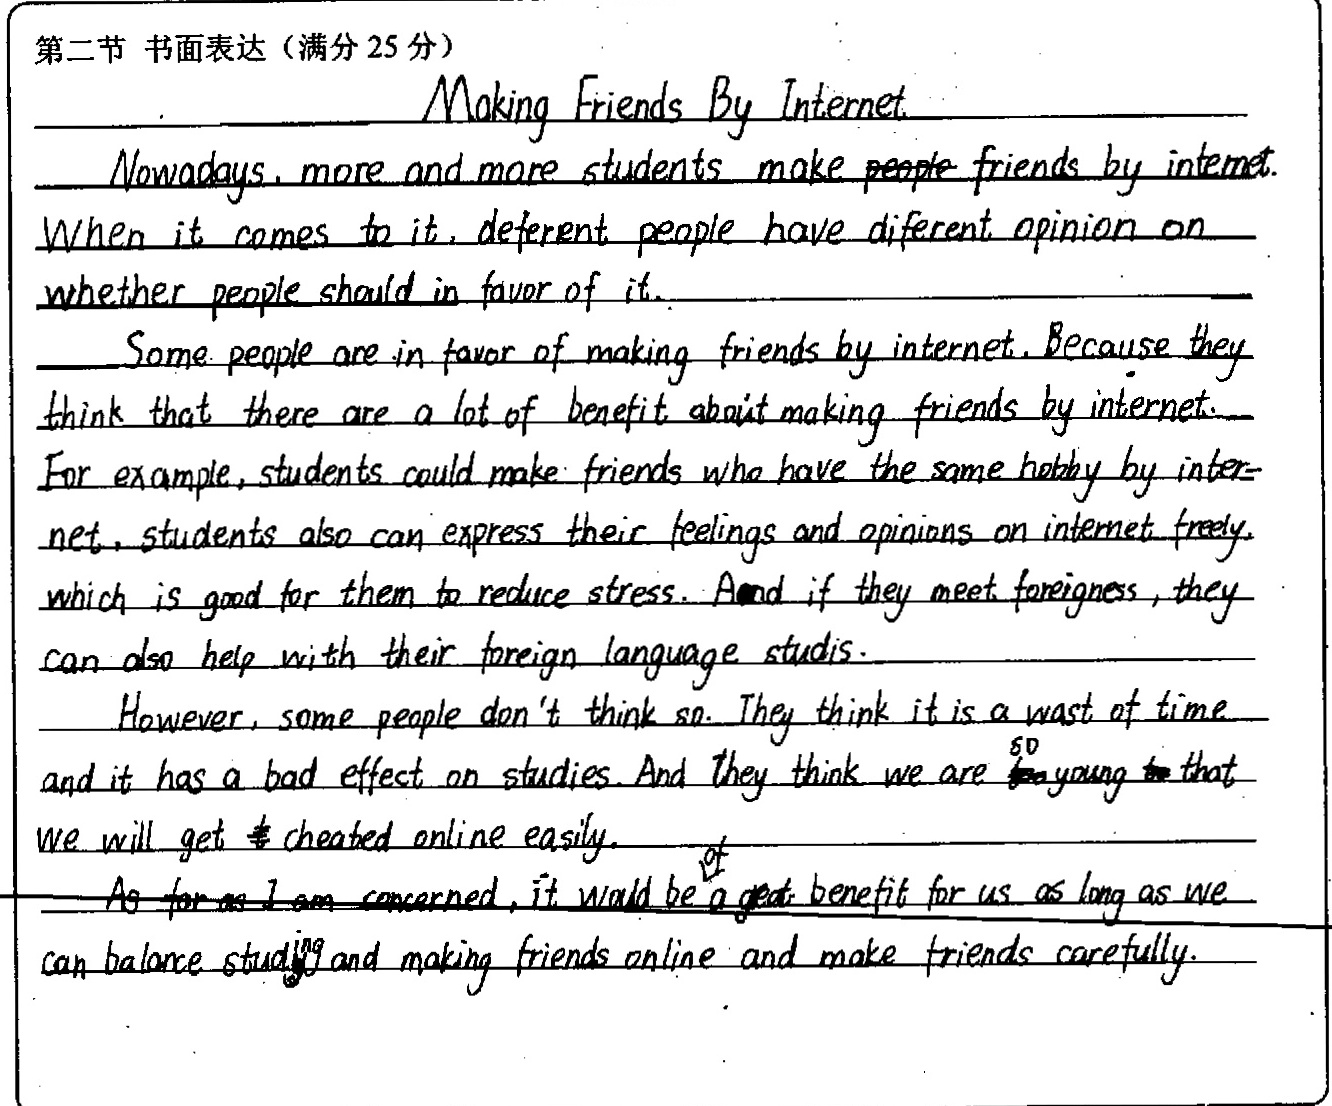 第二节 书面表达（满分 25 分）
Making Friends By Internet
Nowadays, more and more students make people friends by internet.
When it comes to it, deferent people have diferent opinion on
whether people should in favor of it.
Some people are in favor of making friends by internet. Because they
think that there are a lot of benefit about making friends by internet.
For example, students could make friends who have the same hobby by inter-
net, students also can express their feelings and opinions on internet freely,
which is good for them to reduce stress. And if they meet foreigness, they
can also help with their foreign language studis.
However, some people don't think so. They think it is a wast of time
and it has a bad effect on studies. And they think we are so young that
we will get cheated online easily.
As far as I am concerned, it would be of a great benefit for us as long as we
can balance studying and making friends online and make friends carefully.